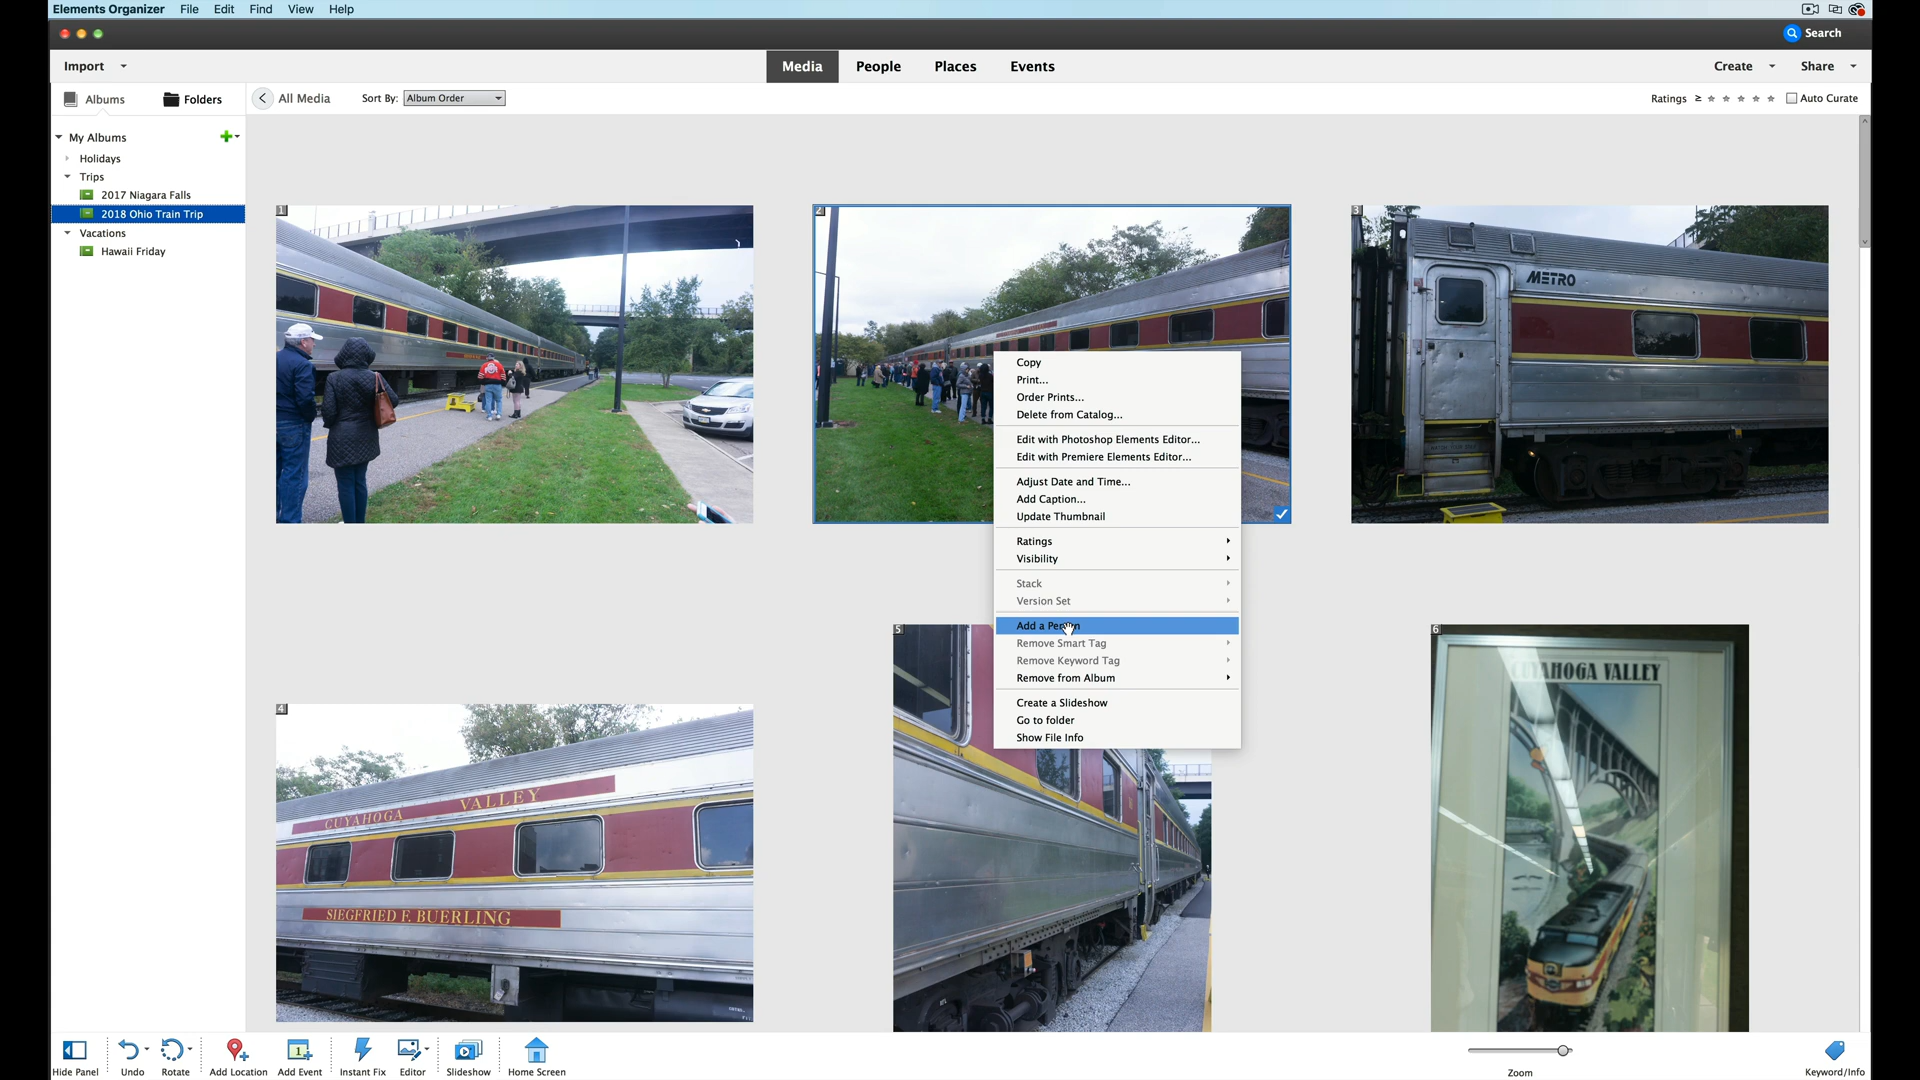 Elements Organizer File Edit Find View Help
Search
Import Media People Places Events Create Share
Albums Folders All Media Sort By: Album Order Ratings ≥ Auto Curate
My Albums
Holidays
Trips
2017 Niagara Falls
2018 Ohio Train Trip
Vacations
Hawaii Friday
1
2
3
METRO
Copy
Print...
Order Prints...
Delete from Catalog...
Edit with Photoshop Elements Editor...
Edit with Premiere Elements Editor...
Adjust Date and Time...
Add Caption...
Update Thumbnail
Ratings
Visibility
Stack
Version Set
Add a
Remove Smart Tag
Remove Keyword Tag
Remove from Album
Create a Slideshow
Go to folder
Show File Info
4
CUYAHOGA VALLEY
SIEGFRIED F. BUERLING
5
6
CUYAHOGA VALLEY
Hide Panel Undo Rotate Add Location Add Event Instant Fix Editor Slideshow Home Screen Zoom Keyword/Info